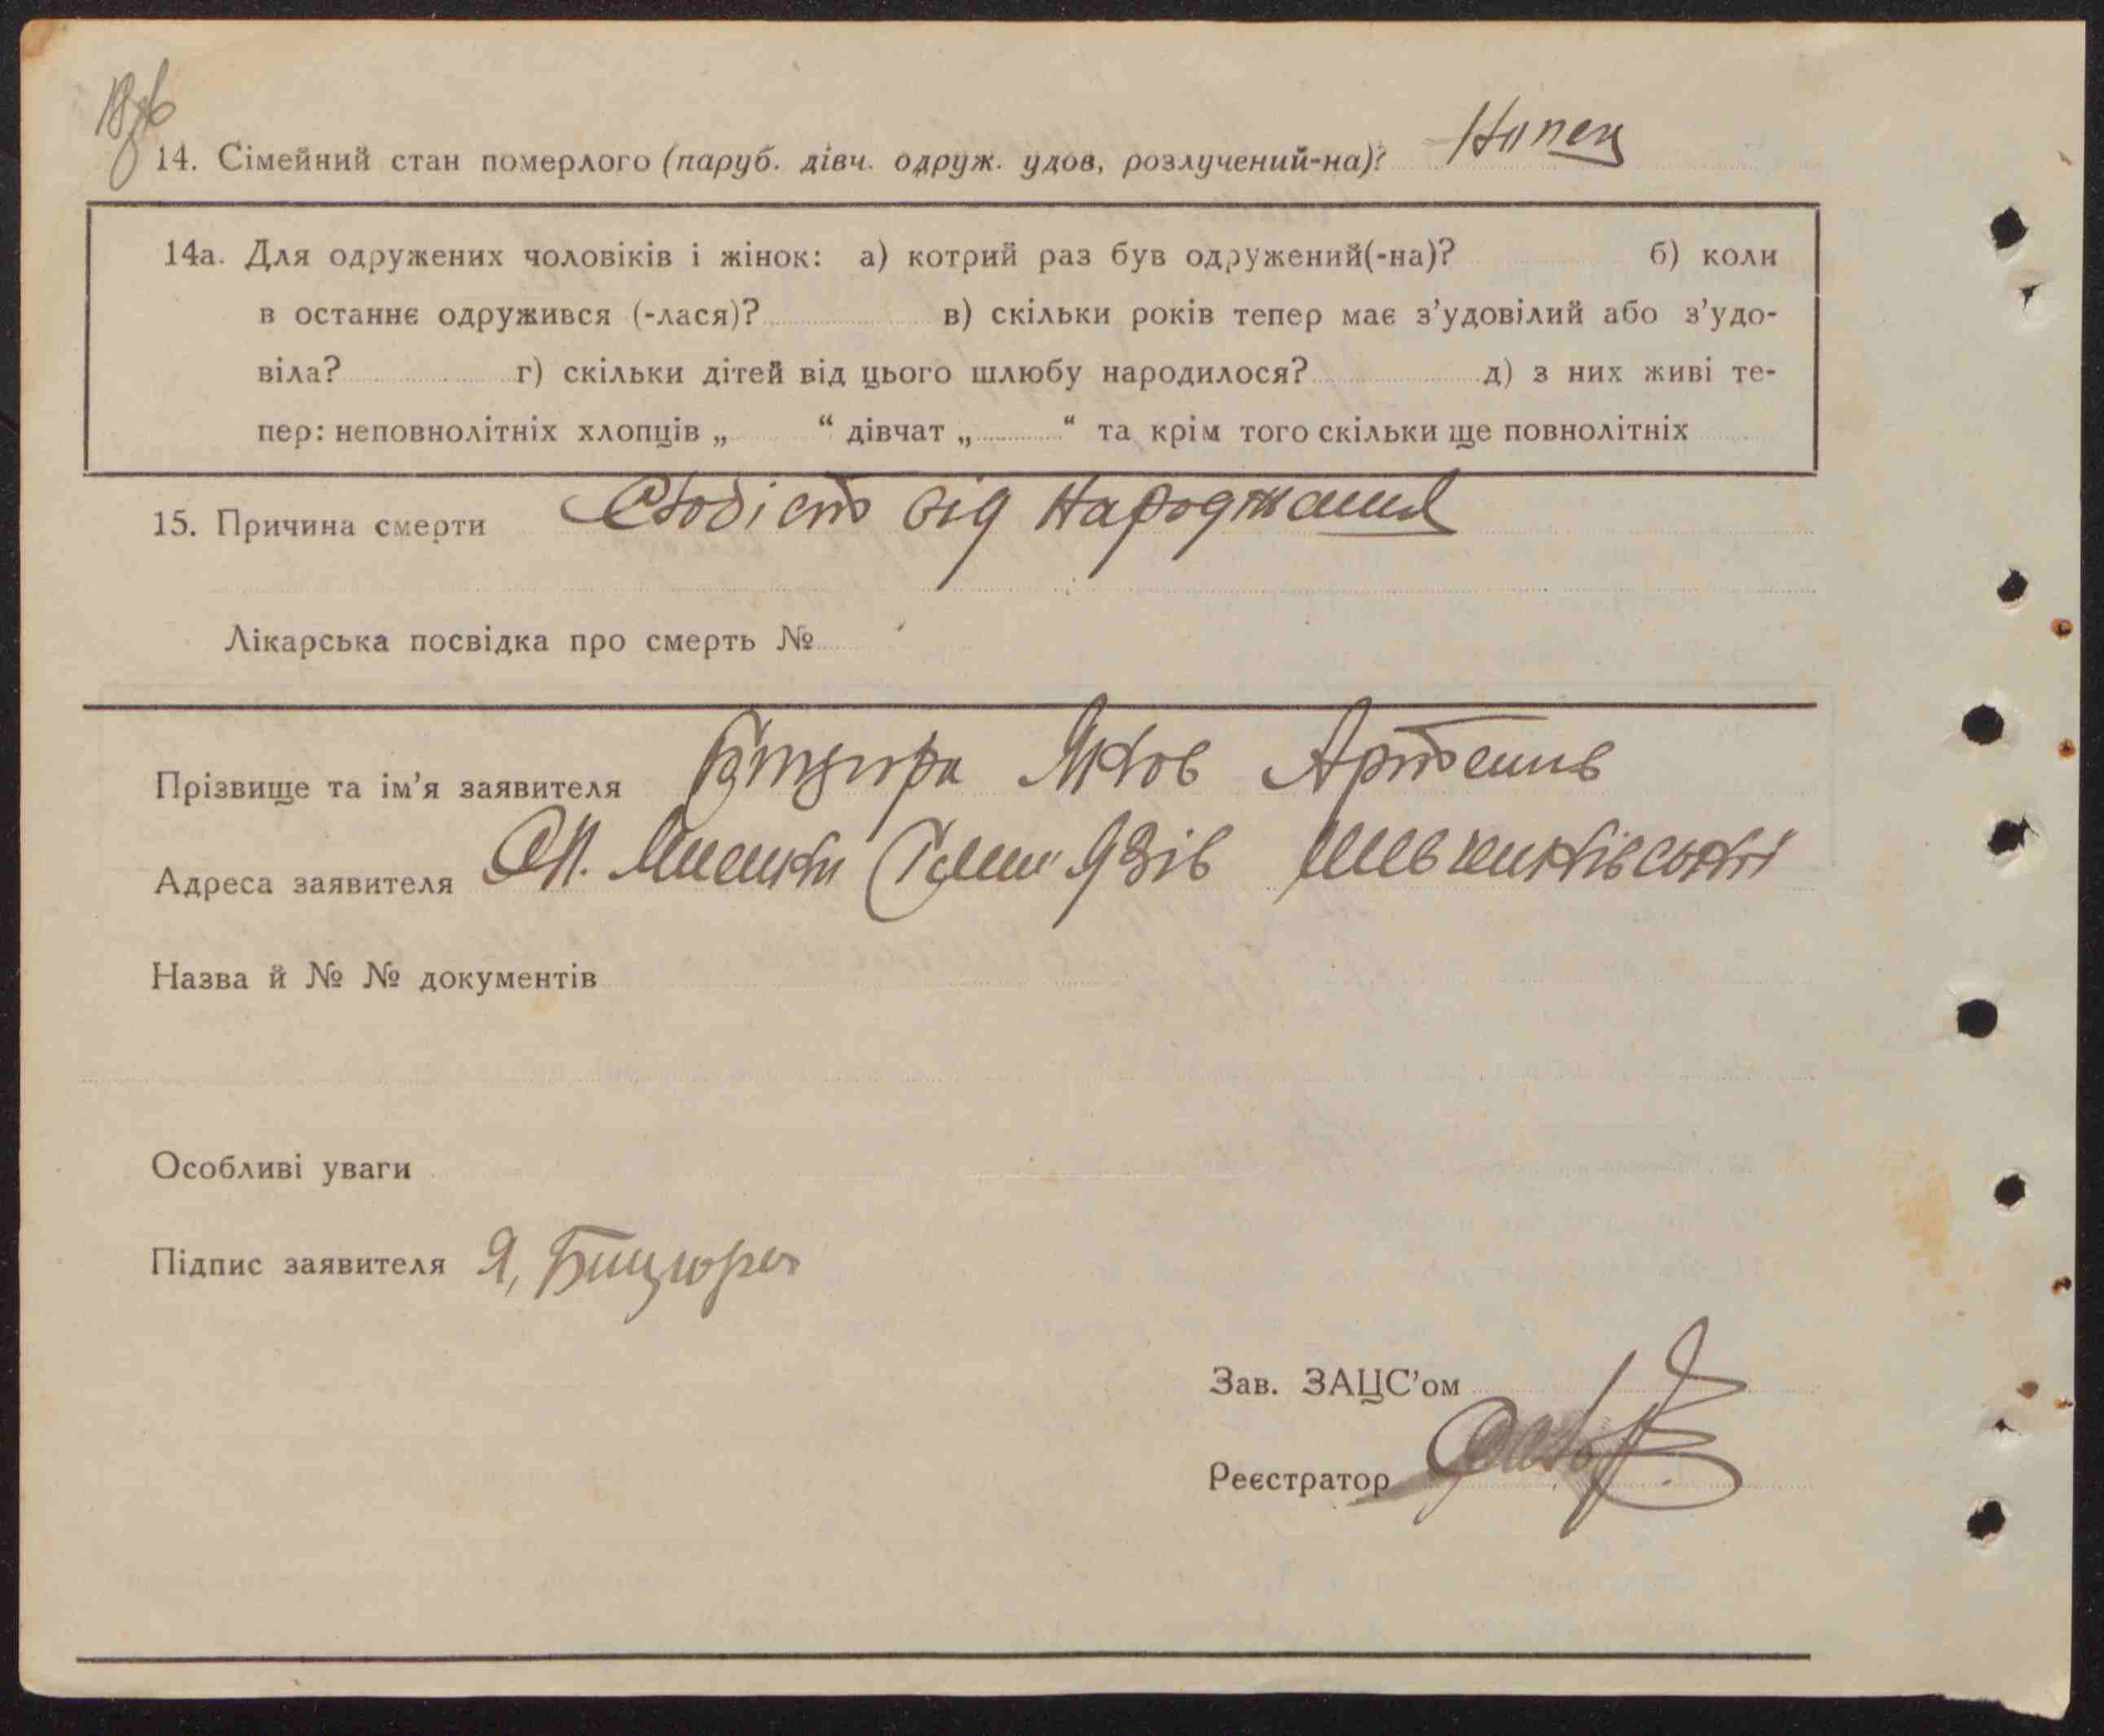 14. Сімейний стан померлого (паруб. дівч. одруж. удов, розлучений-на)?
14а. Для одружених чоловіків і жінок: а) котрий раз був одружений(-на)? б) коли
в останнє одружився (-лася)? в) скільки років тепер має з’удовілий або з’удо-
віла? г) скільки дітей від цього шлюбу народилося? д) з них живі те-
пер: неповнолітніх хлопців „ “ дівчат „ “ та крім того скільки ще повнолітніх
15. Причина смерти від
Лікарська посвідка про смерть №
Прізвище та ім’я заявителя Яков
Адреса заявителя
Назва й № № документів
Особливі уваги
Підпис заявителя Я, Бицюра
Зав. ЗАЦС’ом
Реєстратор